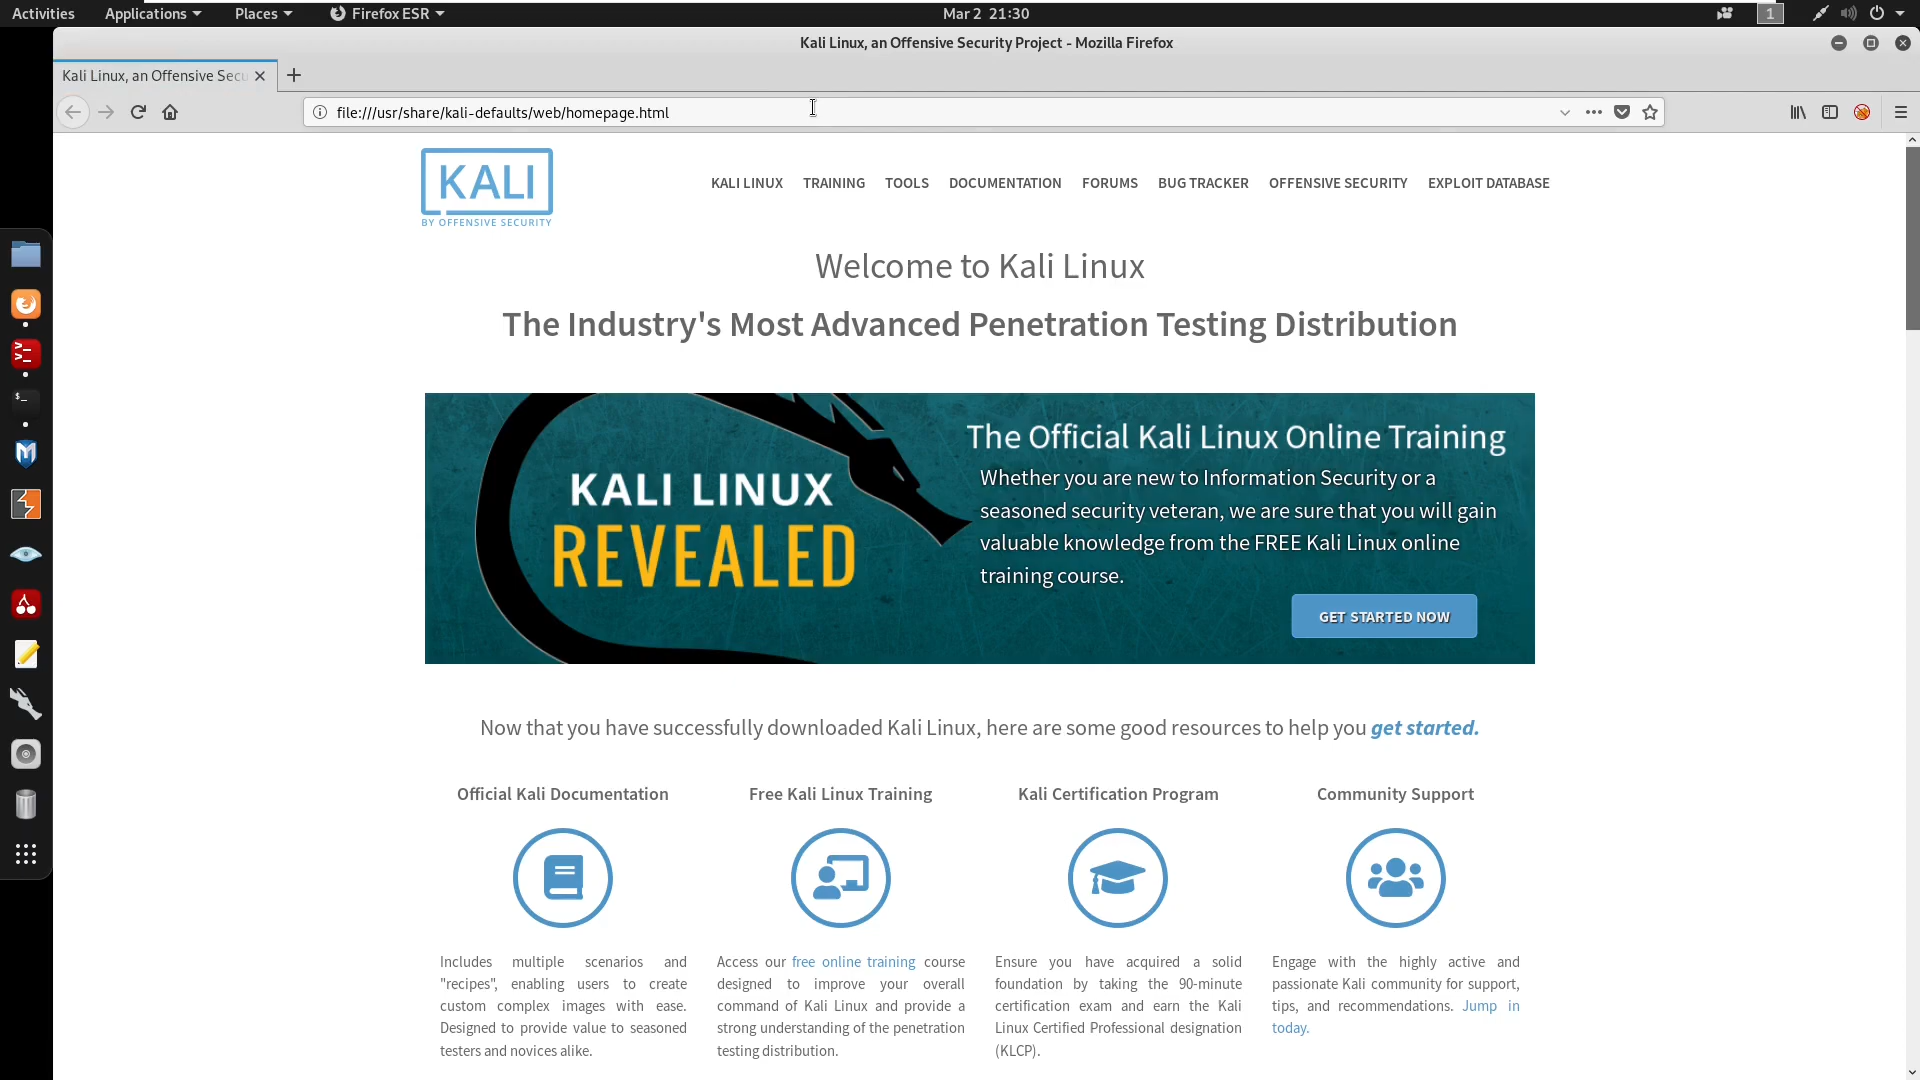 Activities Applications Places Firefox ESR Mar 2 21:30 1
Kali Linux, an Offensive Security Project - Mozilla Firefox
Kali Linux, an Offensive Secu
file:///usr/share/kali-defaults/web/homepage.html
KALI
BY OFFENSIVE SECURITY
KALI LINUX TRAINING TOOLS DOCUMENTATION FORUMS BUG TRACKER OFFENSIVE SECURITY EXPLOIT DATABASE
Welcome to Kali Linux
The Industry's Most Advanced Penetration Testing Distribution
KALI LINUX
REVEALED
The Official Kali Linux Online Training
Whether you are new to Information Security or a
seasoned security veteran, we are sure that you will gain
valuable knowledge from the FREE Kali Linux online
training course.
GET STARTED NOW
Now that you have successfully downloaded Kali Linux, here are some good resources to help you get started.
Official Kali Documentation
Includes multiple scenarios and
"recipes", enabling users to create
custom complex images with ease.
Designed to provide value to seasoned
testers and novices alike.
Free Kali Linux Training
Access our free online training course
designed to improve your overall
command of Kali Linux and provide a
strong understanding of the penetration
testing distribution.
Kali Certification Program
Ensure you have acquired a solid
foundation by taking the 90-minute
certification exam and earn the Kali
Linux Certified Professional designation
(KLCP).
Community Support
Engage with the highly active and
passionate Kali community for support,
tips, and recommendations. Jump in
today.